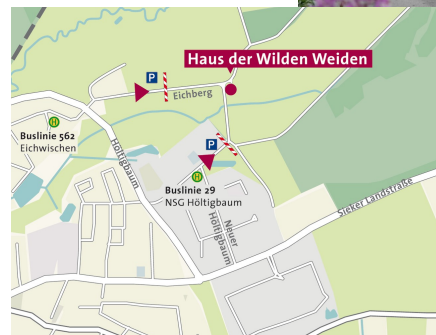 P
Haus der Wilden Weiden
Eichberg
H
Buslinie 562
Eichwischen
Höltigbaum
P
H
Buslinie 29
NSG Höltigbaum
Neuer
Höltigbaum
Sieker Landstraße